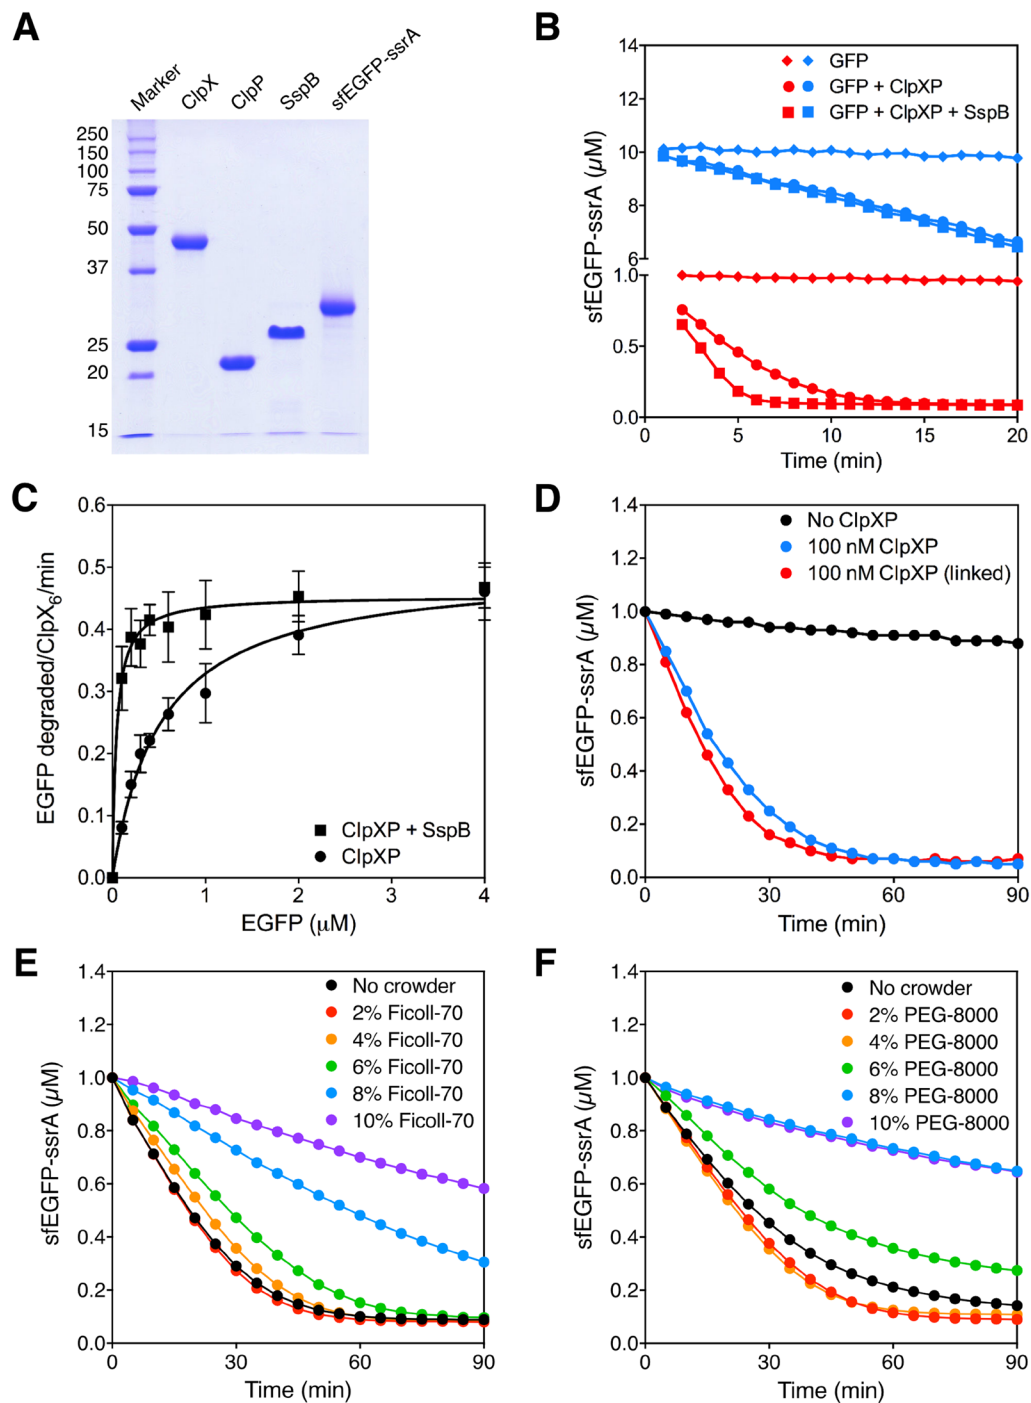 A
Marker
ClpX
ClpP
SspB
sfEGFP-ssrA
250
150
100
75
50
37
25
20
15
B
GFP
GFP + ClpXP
GFP + ClpXP + SspB
sfEGFP-ssrA (µM)
14
12
10
8
6
1.0
0.5
0.0
0 5 10 15 20
Time (min)
C
EGFP degraded/ClpX6/min
0.6
0.5
0.4
0.3
0.2
0.1
0.0
ClpXP + SspB
ClpXP
0 1 2 3 4
EGFP (µM)
D
No ClpXP
100 nM ClpXP
100 nM ClpXP (linked)
sfEGFP-ssrA (µM)
1.4
1.2
1.0
0.8
0.6
0.4
0.2
0.0
0 30 60 90
Time (min)
E
No crowder
2% Ficoll-70
4% Ficoll-70
6% Ficoll-70
8% Ficoll-70
10% Ficoll-70
sfEGFP-ssrA (µM)
1.4
1.2
1.0
0.8
0.6
0.4
0.2
0.0
0 30 60 90
Time (min)
F
No crowder
2% PEG-8000
4% PEG-8000
6% PEG-8000
8% PEG-8000
10% PEG-8000
sfEGFP-ssrA (µM)
1.4
1.2
1.0
0.8
0.6
0.4
0.2
0.0
0 30 60 90
Time (min)